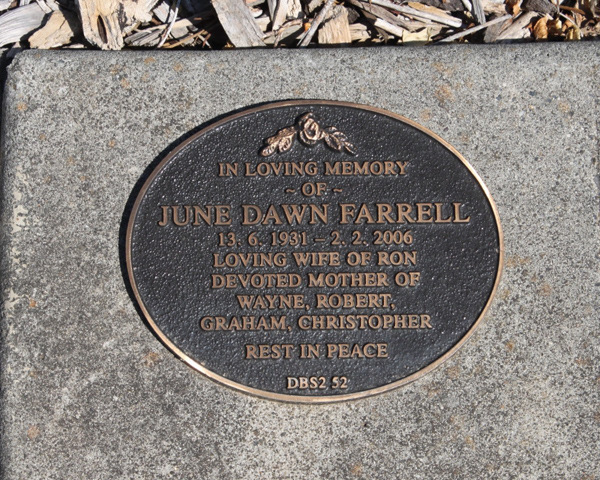 IN LOVING MEMORY
~ OF ~
JUNE DAWN FARRELL
13. 6. 1931 – 2. 2. 2006
LOVING WIFE OF RON
DEVOTED MOTHER OF
WAYNE, ROBERT,
GRAHAM, CHRISTOPHER
REST IN PEACE
DBS2 52